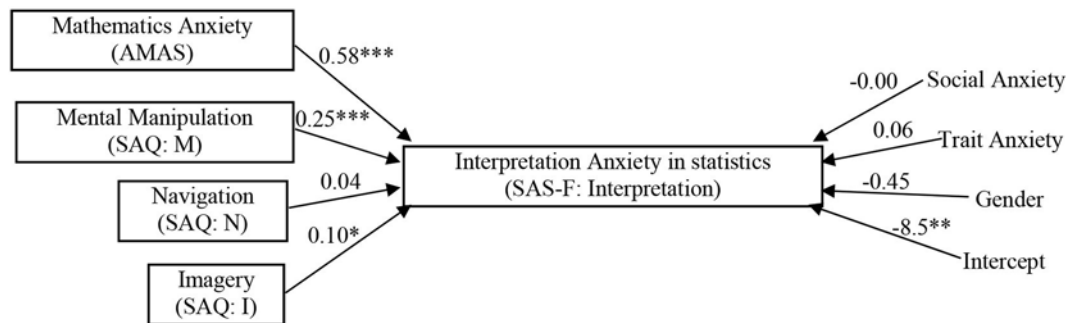 Mathematics Anxiety
(AMAS)
0.58***
Mental Manipulation
(SAQ: M)
0.25***
Navigation
(SAQ: N)
0.04
Imagery
(SAQ: I)
0.10*
Interpretation Anxiety in statistics
(SAS-F: Interpretation)
-0.00
Social Anxiety
0.06
Trait Anxiety
-0.45
Gender
-8.5**
Intercept